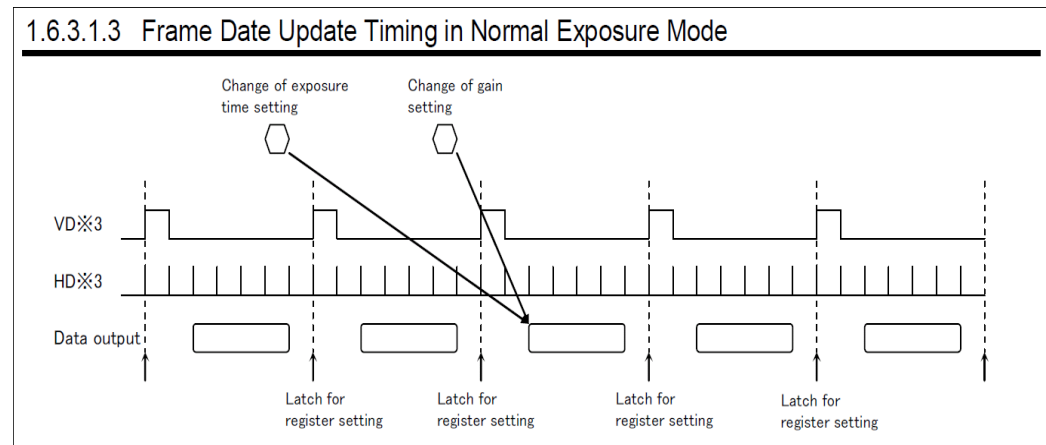 1.6.3.1.3 Frame Date Update Timing in Normal Exposure Mode
Change of exposure
time setting
Change of gain
setting
VD※3
HD※3
Data output
Latch for
register setting
Latch for
register setting
Latch for
register setting
Latch for
register setting